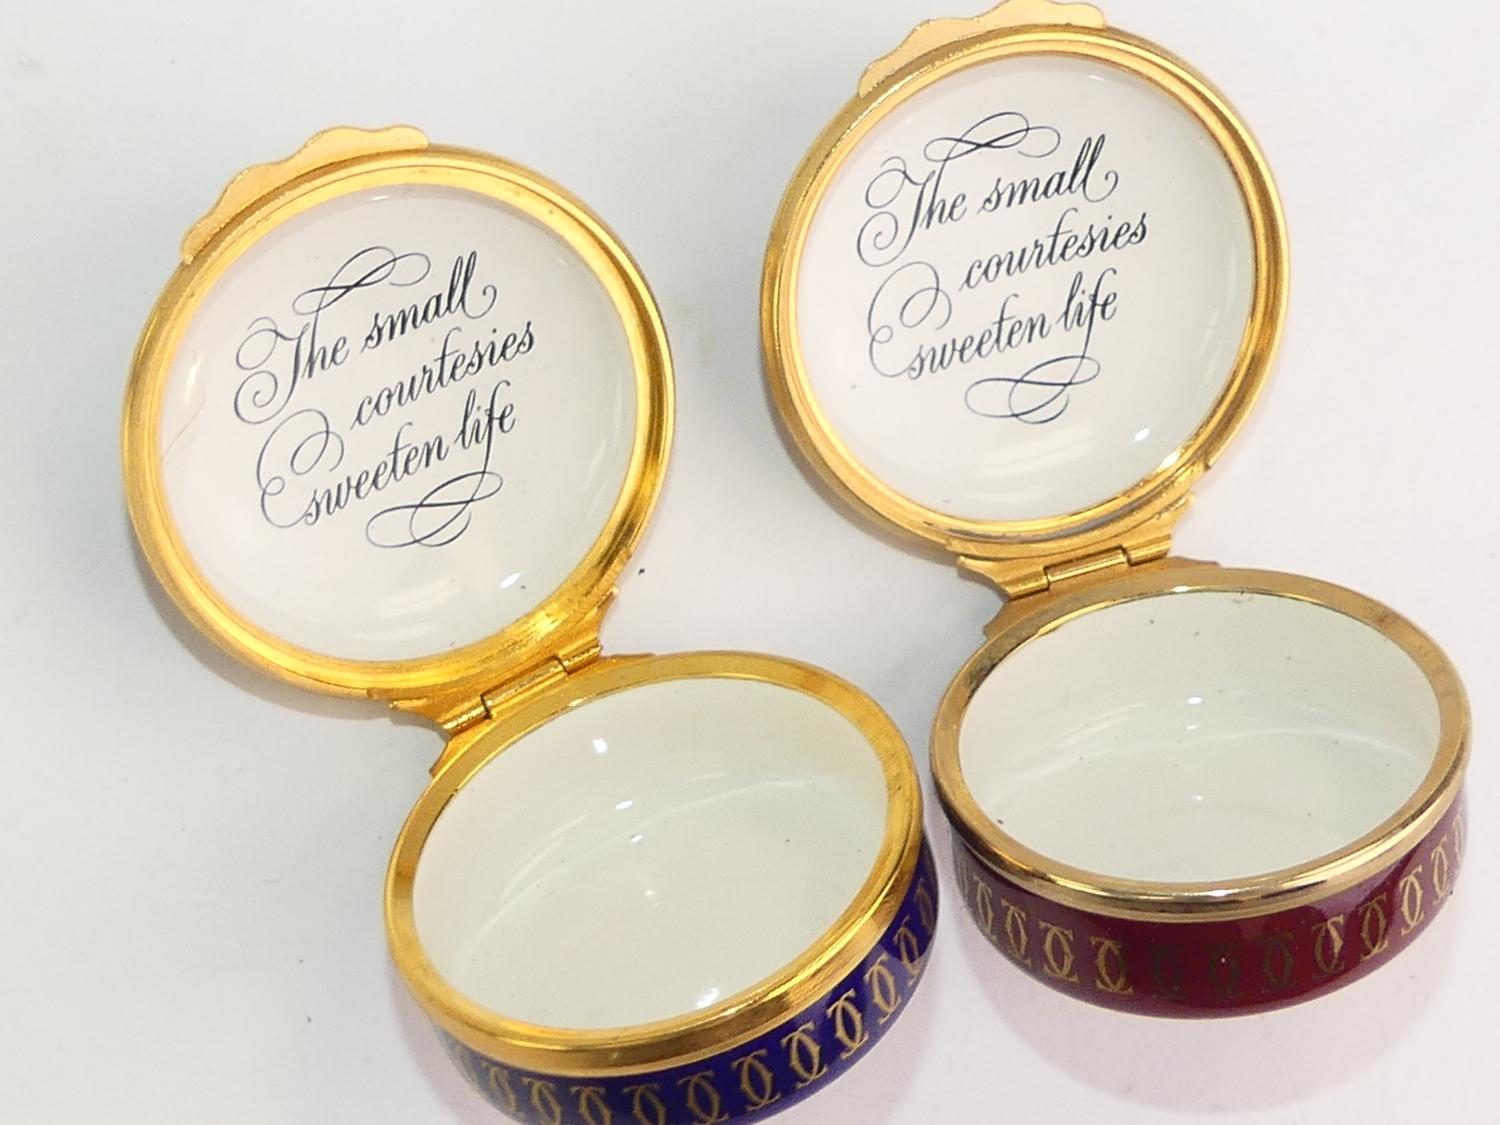 The small
courtesies
sweeten life
The small
courtesies
sweeten life